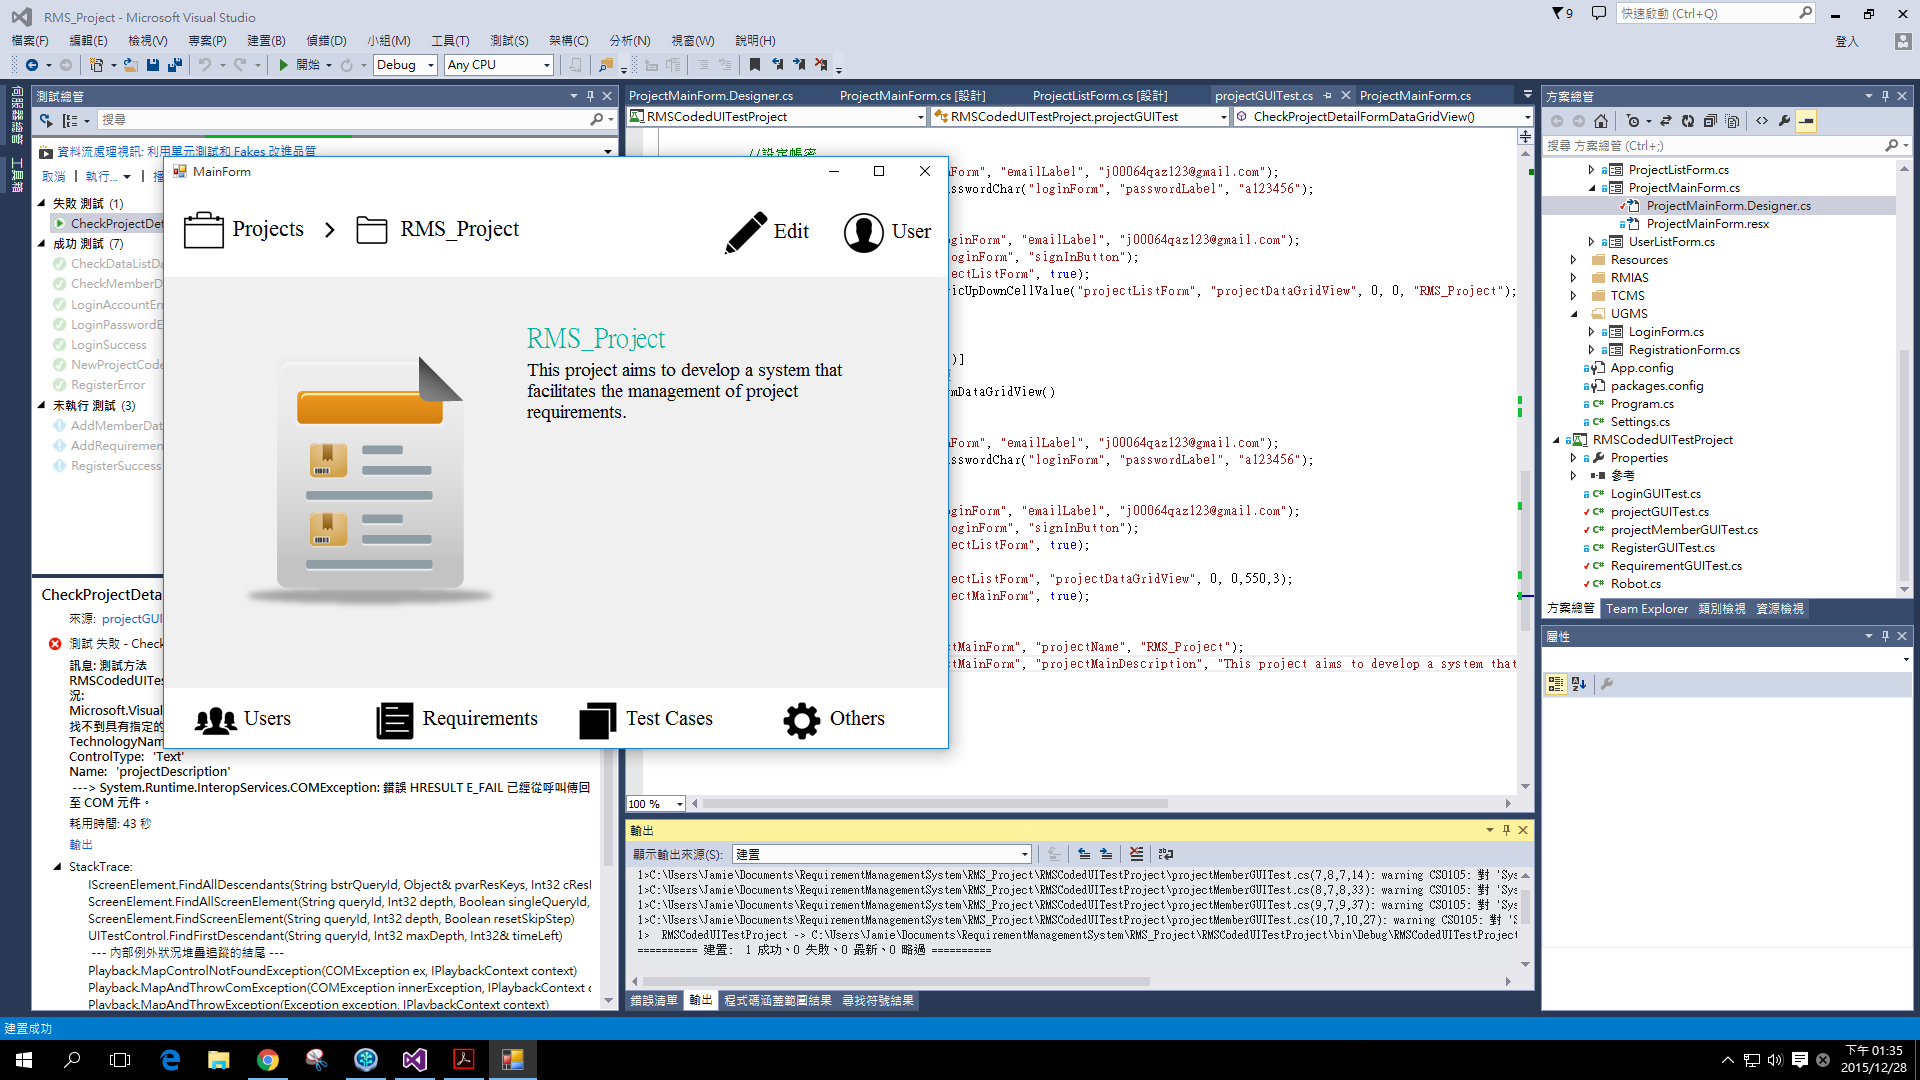 RMS_Project - Microsoft Visual Studio
9
快速啟動 (Ctrl+Q)
檔案(F) 編輯(E) 檢視(V) 專案(P) 建置(B) 偵錯(D) 小組(M) 工具(T) 測試(S) 架構(C) 分析(N) 視窗(W) 說明(H)
登入
開始 Debug Any CPU
伺服器總管
工具箱
測試總管
搜尋
資料流處理視訊: 利用單元測試和 Fakes 改進品質
取消 | 執行... | 播
失敗 測試 (1)
CheckProjectDeta
成功 測試 (7)
CheckDataListDa
CheckMemberD
LoginAccountErr
LoginPasswordE
LoginSuccess
NewProjectCode
RegisterError
未執行 測試 (3)
AddMemberDat
AddRequiremen
RegisterSuccess
CheckProjectDeta
來源: projectGUI
測試 失敗 - Check
訊息: 測試方法
RMSCodedUITes
況:
Microsoft.Visual
找不到具有指定的
TechnologyNam
ControlType: 'Text'
Name: 'projectDescription'
---> System.Runtime.InteropServices.COMException: 錯誤 HRESULT E_FAIL 已經從呼叫傳回
至 COM 元件。
耗用時間: 43 秒
輸出
StackTrace:
IScreenElement.FindAllDescendants(String bstrQueryId, Object& pvarResKeys, Int32 cResl
ScreenElement.FindAllScreenElement(String queryId, Int32 depth, Boolean singleQueryId,
ScreenElement.FindScreenElement(String queryId, Int32 depth, Boolean resetSkipStep)
UITestControl.FindFirstDescendant(String queryId, Int32 maxDepth, Int32& timeLeft)
--- 內部例外狀況堆疊追蹤的結尾 ---
Playback.MapControlNotFoundException(COMException ex, IPlaybackContext context)
Playback.MapAndThrowComException(COMException innerException, IPlaybackContext c
Playback.MapAndThrowException(Exception exception, IPlaybackContext context)
MainForm
Projects RMS_Project Edit User
RMS_Project
This project aims to develop a system that
facilitates the management of project
requirements.
Users Requirements Test Cases Others
ProjectMainForm.Designer.cs ProjectMainForm.cs [設計] ProjectListForm.cs [設計] projectGUITest.cs ProjectMainForm.cs
RMSCodedUITestProject RMSCodedUITestProject.projectGUITest CheckProjectDetailFormDataGridView()
//設定帳密
nForm", "emailLabel", "j00064qaz123@gmail.com");
sswordChar("loginForm", "passwordLabel", "a123456");
oginForm", "emailLabel", "j00064qaz123@gmail.com");
loginForm", "signInButton");
jectListForm", true);
ricUpDownCellValue("projectListForm", "projectDataGridView", 0, 0, "RMS_Project");
)]
rmDataGridView()
nForm", "emailLabel", "j00064qaz123@gmail.com");
sswordChar("loginForm", "passwordLabel", "a123456");
oginForm", "emailLabel", "j00064qaz123@gmail.com");
loginForm", "signInButton");
jectListForm", true);
jectListForm", "projectDataGridView", 0, 0,550,3);
jectMainForm", true);
ctMainForm", "projectName", "RMS_Project");
ctMainForm", "projectMainDescription", "This project aims to develop a system that
100 %
輸出
顯示輸出來源(S): 建置
1>C:\Users\Jamie\Documents\RequirementManagementSystem\RMS_Project\RMSCodedUITestProject\projectMemberGUITest.cs(7,8,7,14): warning CS0105: 對 'Sys
1>C:\Users\Jamie\Documents\RequirementManagementSystem\RMS_Project\RMSCodedUITestProject\projectMemberGUITest.cs(8,7,8,33): warning CS0105: 對 'Sys
1>C:\Users\Jamie\Documents\RequirementManagementSystem\RMS_Project\RMSCodedUITestProject\projectMemberGUITest.cs(9,7,9,37): warning CS0105: 對 'Sys
1>C:\Users\Jamie\Documents\RequirementManagementSystem\RMS_Project\RMSCodedUITestProject\projectMemberGUITest.cs(10,7,10,27): warning CS0105: 對 'S
1> RMSCodedUITestProject -> C:\Users\Jamie\Documents\RequirementManagementSystem\RMS_Project\RMSCodedUITestProject\bin\Debug\RMSCodedUITestProject
========== 建置: 1 成功、0 失敗、0 最新、0 略過 ==========
錯誤清單 輸出 程式碼涵蓋範圍結果 尋找符號結果
方案總管
搜尋 方案總管 (Ctrl+;)
ProjectListForm.cs
ProjectMainForm.cs
ProjectMainForm.Designer.cs
ProjectMainForm.resx
UserListForm.cs
Resources
RMIAS
TCMS
UGMS
LoginForm.cs
RegistrationForm.cs
App.config
packages.config
Program.cs
Settings.cs
RMSCodedUITestProject
Properties
參考
LoginGUITest.cs
projectGUITest.cs
projectMemberGUITest.cs
RegisterGUITest.cs
RequirementGUITest.cs
Robot.cs
方案總管 Team Explorer 類別檢視 資源檢視
屬性
建置成功
下午 01:35
2015/12/28